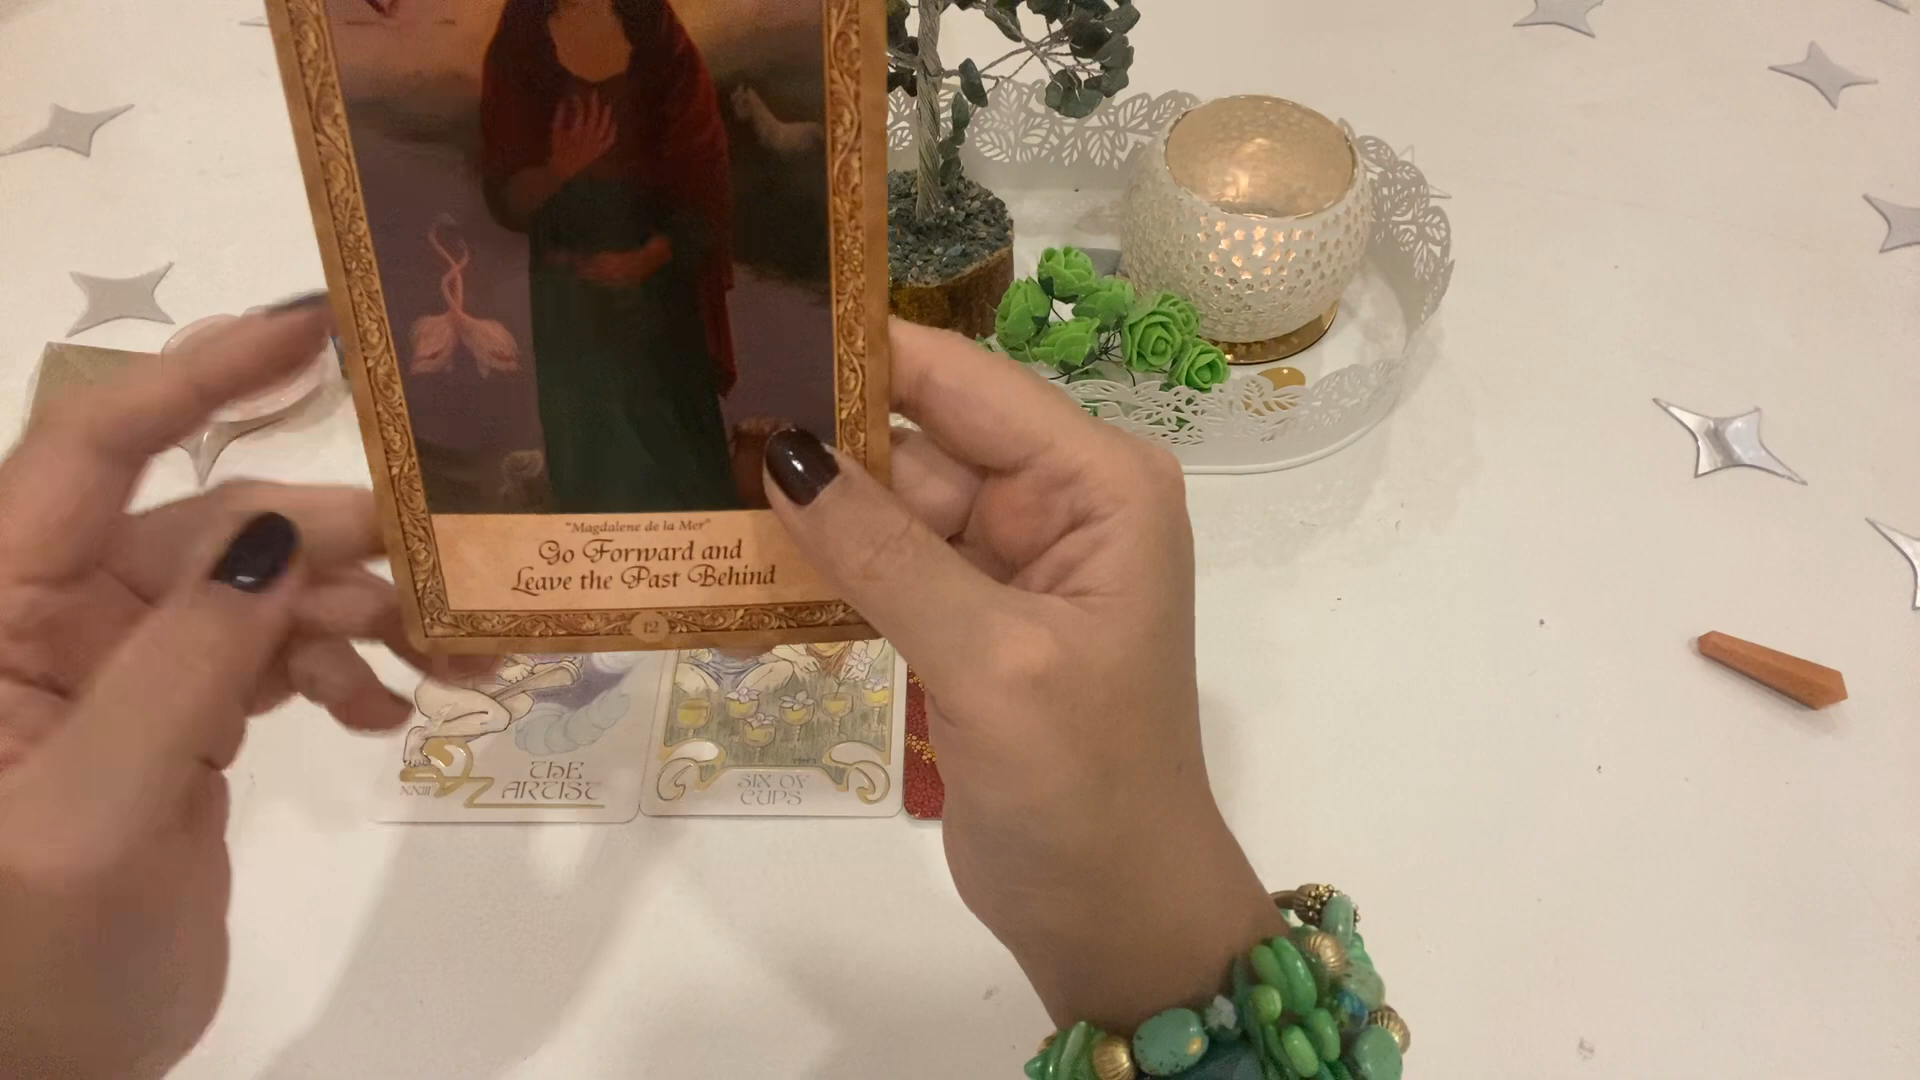 "Magdalene de la Mer"
Go Forward and
Leave the Past Behind
12
THE
XXIII ARTIST
SIX OF
CUPS